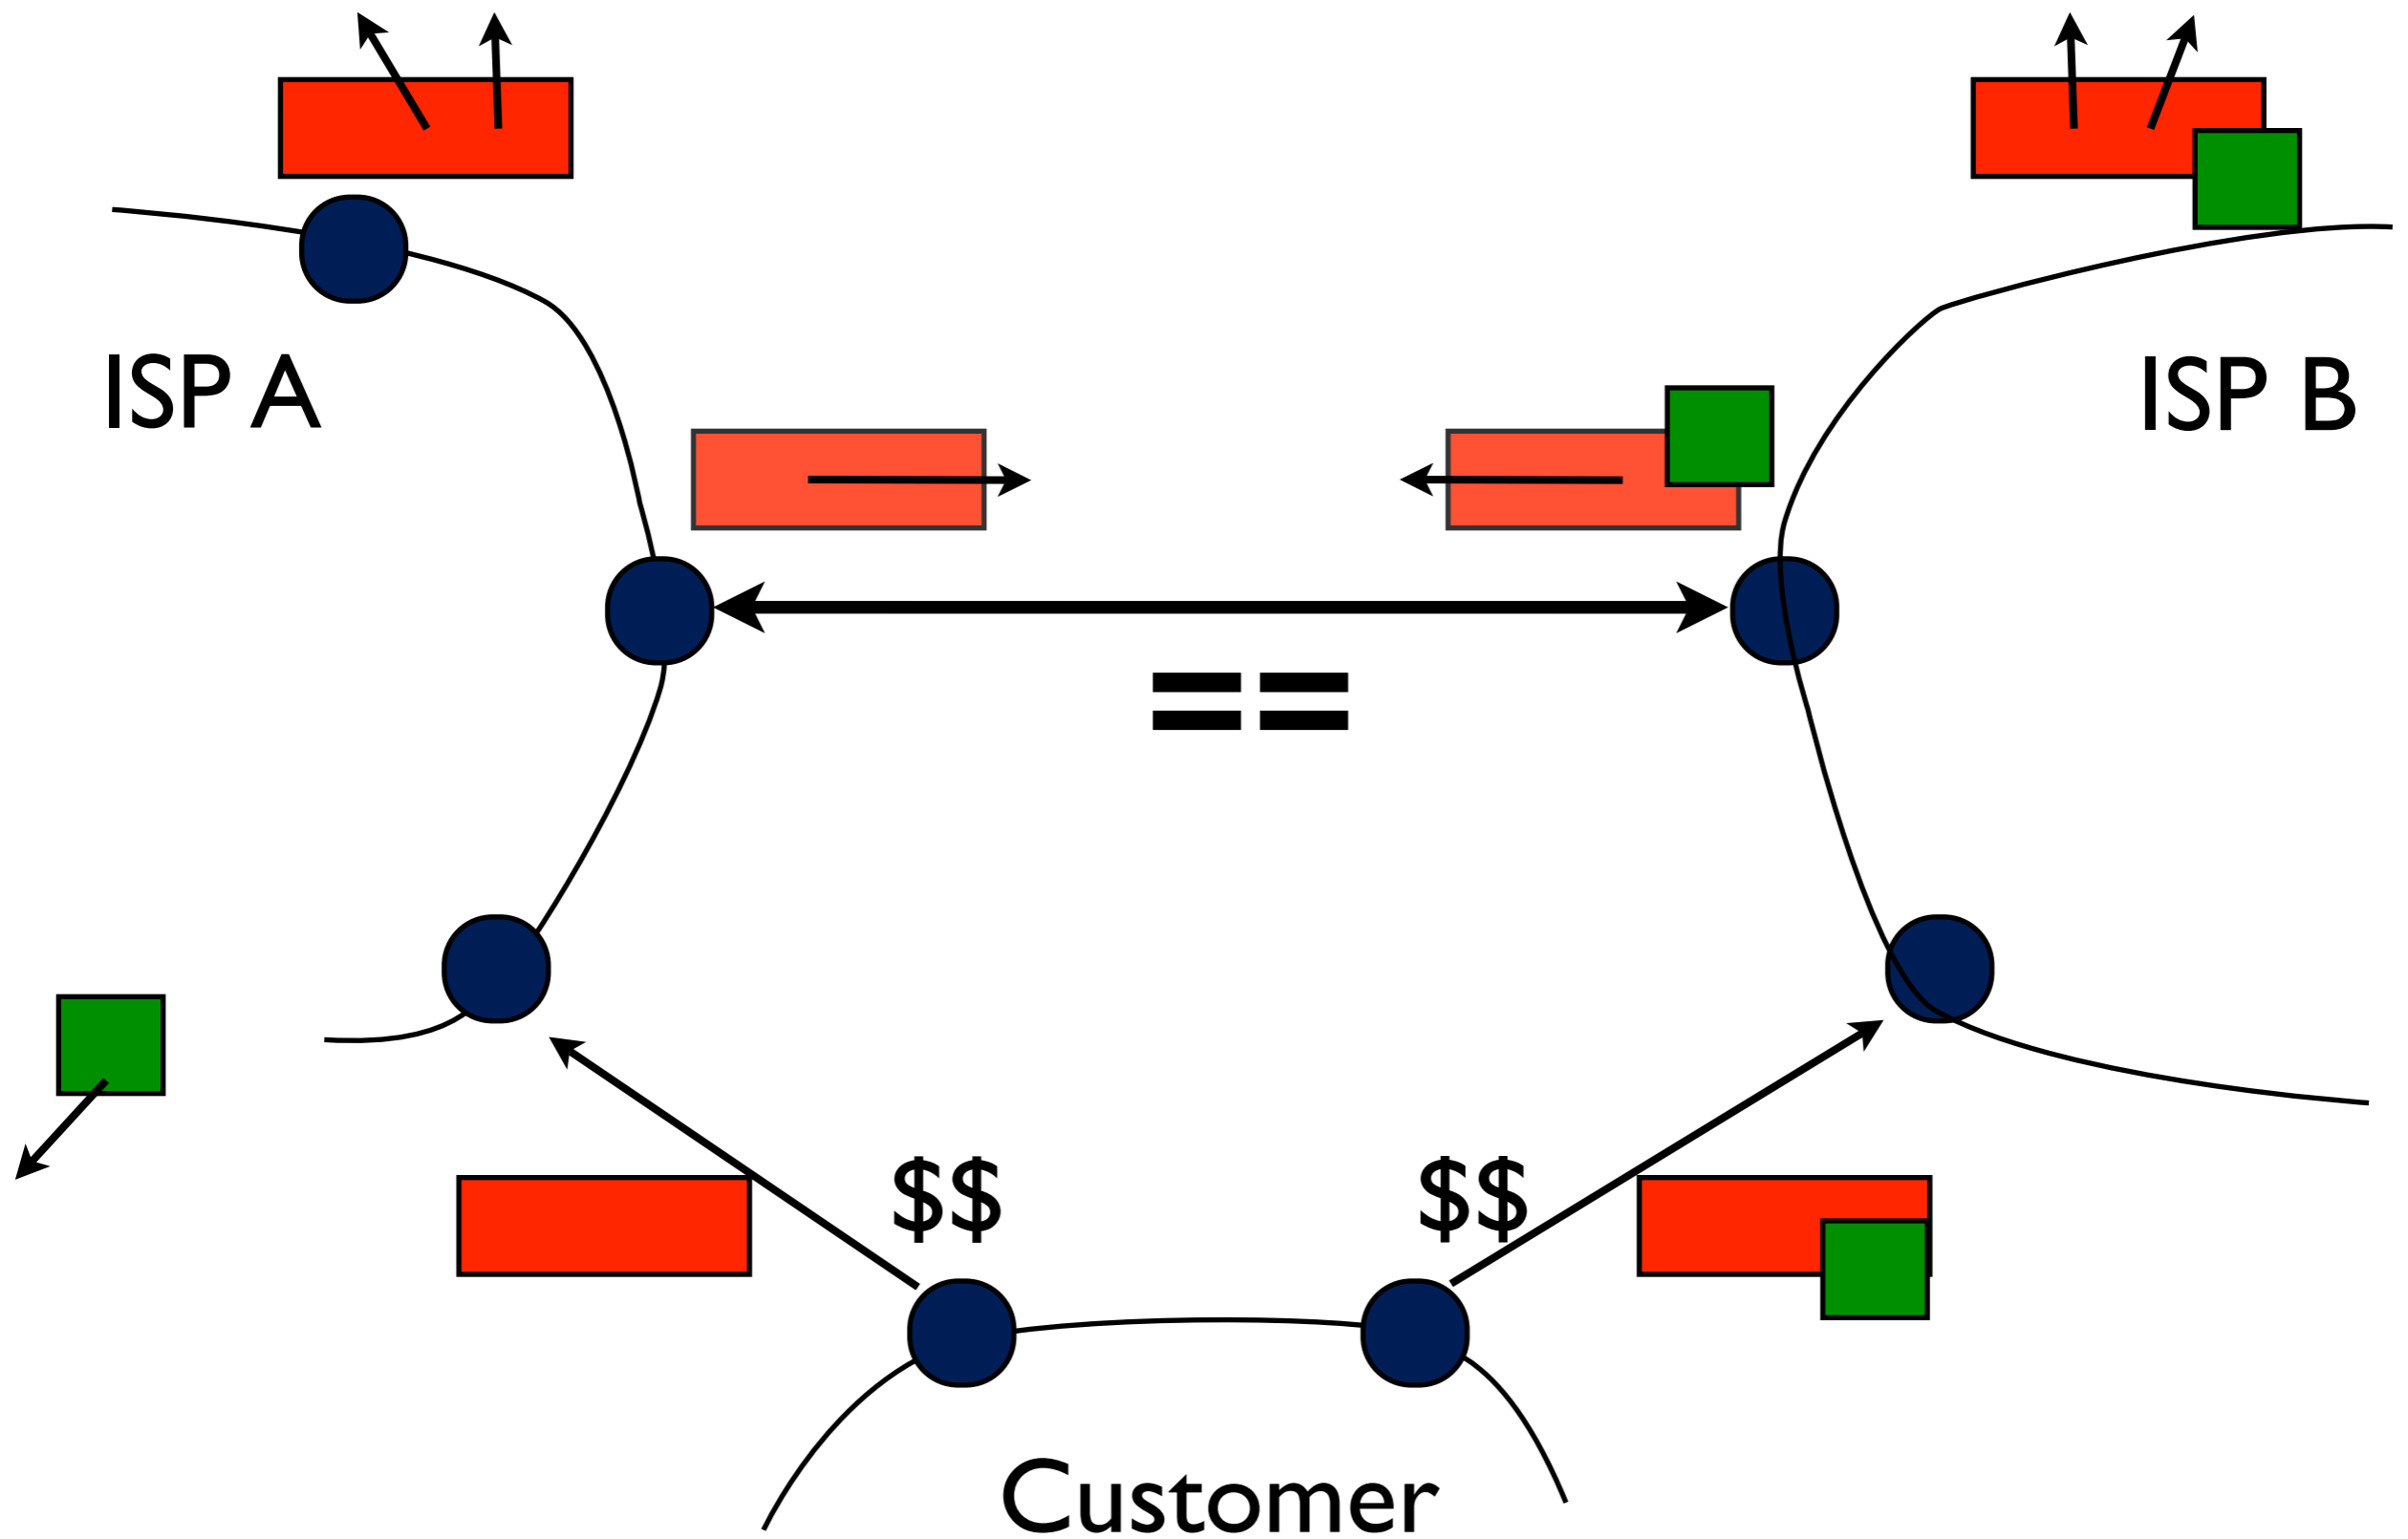 ISP A
ISP B
==
$$
$$
Customer